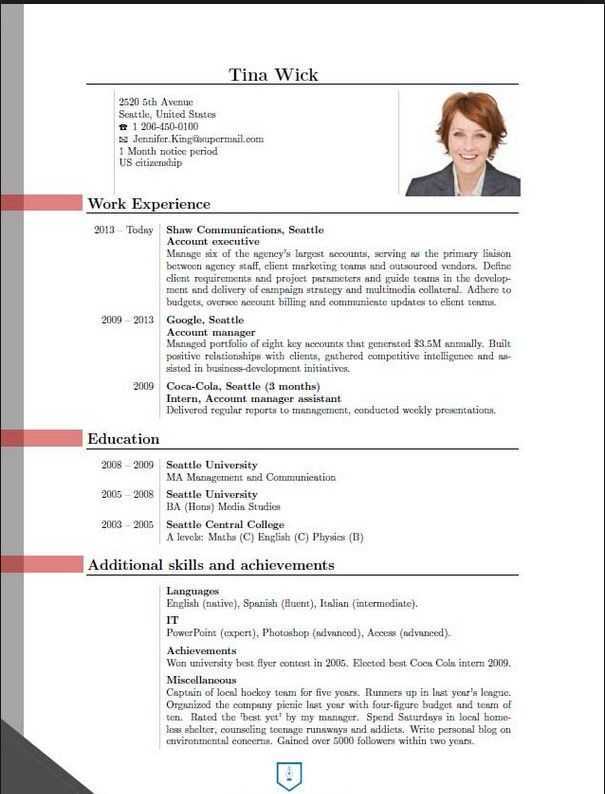 Tina Wick
2520 5th Avenue
Seattle, United States
☎ 1 206-450-0100
✉ Jennifer.King@supermail.com
1 Month notice period
US citizenship
Work Experience
2013 – Today Shaw Communications, Seattle
Account executive
Manage six of the agency's largest accounts, serving as the primary liaison
between agency staff, client marketing teams and outsourced vendors. Define
client requirements and project parameters and guide teams in the develop-
ment and delivery of campaign strategy and multimedia collateral. Adhere to
budgets, oversee account billing and communicate updates to client teams.
2009 – 2013 Google, Seattle
Account manager
Managed portfolio of eight key accounts that generated $3.5M annually. Built
positive relationships with clients, gathered competitive intelligence and as-
sisted in business-development initiatives.
2009 Coca-Cola, Seattle (3 months)
Intern, Account manager assistant
Delivered regular reports to management, conducted weekly presentations.
Education
2008 – 2009 Seattle University
MA Management and Communication
2005 – 2008 Seattle University
BA (Hons) Media Studies
2003 – 2005 Seattle Central College
A levels: Maths (C) English (C) Physics (B)
Additional skills and achievements
Languages
English (native), Spanish (fluent), Italian (intermediate).
IT
PowerPoint (expert), Photoshop (advanced), Access (advanced).
Achievements
Won university best flyer contest in 2005. Elected best Coca Cola intern 2009.
Miscellaneous
Captain of local hockey team for five years. Runners up in last year's league.
Organized the company picnic last year with four-figure budget and team of
ten. Rated the 'best yet' by my manager. Spend Saturdays in local home-
less shelter, counseling teenage runaways and addicts. Write personal blog on
environmental concerns. Gained over 5000 followers within two years.